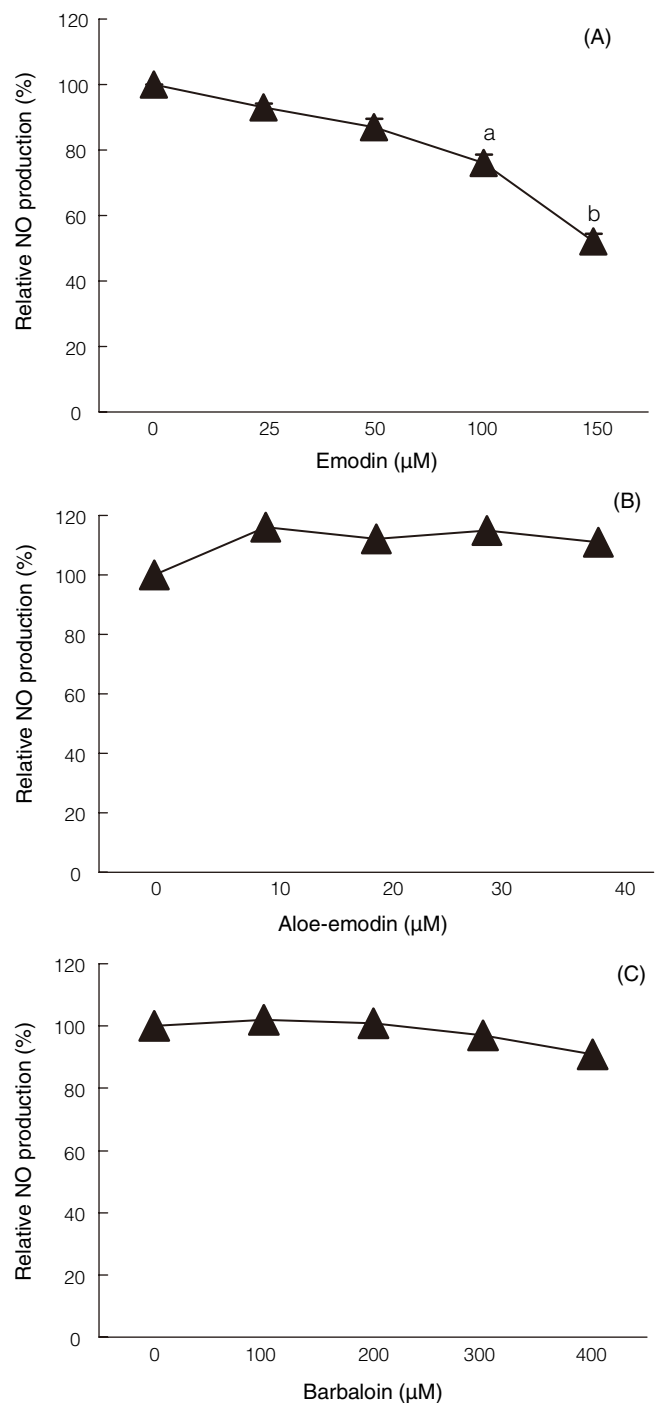 (A)
120
100
80
60
40
20
0
Relative NO production (%)
a
b
0 25 50 100 150
Emodin (µM)
(B)
120
100
80
60
40
20
0
Relative NO production (%)
0 10 20 30 40
Aloe-emodin (µM)
(C)
120
100
80
60
40
20
0
Relative NO production (%)
0 100 200 300 400
Barbaloin (µM)